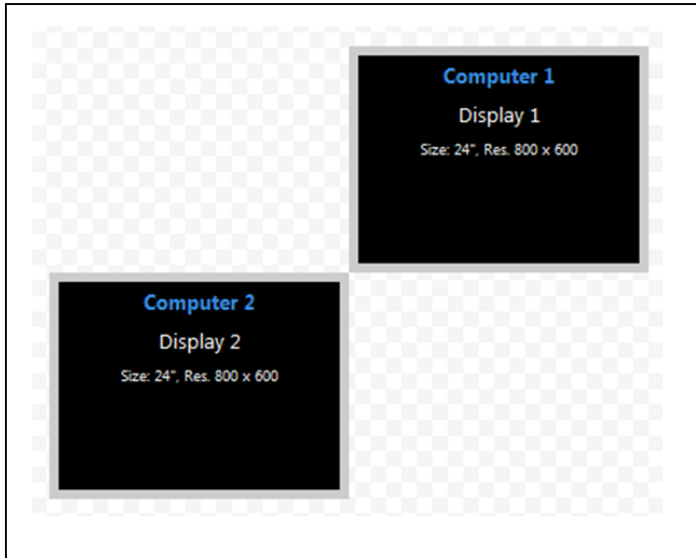 Computer 1
Display 1
Size: 24", Res. 800 x 600
Computer 2
Display 2
Size: 24", Res. 800 x 600